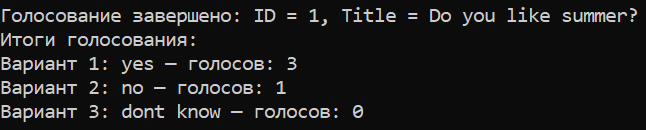 Голосование завершено: ID = 1, Title = Do you like summer?
Итоги голосования:
Вариант 1: yes — голосов: 3
Вариант 2: no — голосов: 1
Вариант 3: dont know — голосов: 0